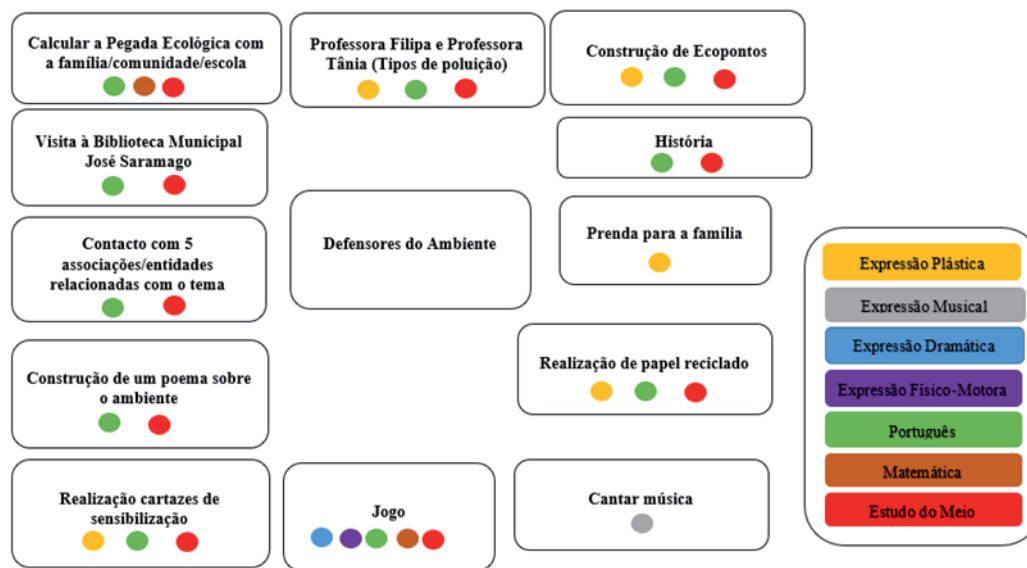 Calcular a Pegada Ecológica com
a família/comunidade/escola
Professora Filipa e Professora
Tânia (Tipos de poluição)
Construção de Ecopontos
Visita à Biblioteca Municipal
José Saramago
História
Contacto com 5
associações/entidades
relacionadas com o tema
Defensores do Ambiente
Prenda para a família
Construção de um poema sobre
o ambiente
Realização de papel reciclado
Realização cartazes de
sensibilização
Jogo
Cantar música
Expressão Plástica
Expressão Musical
Expressão Dramática
Expressão Físico-Motora
Português
Matemática
Estudo do Meio